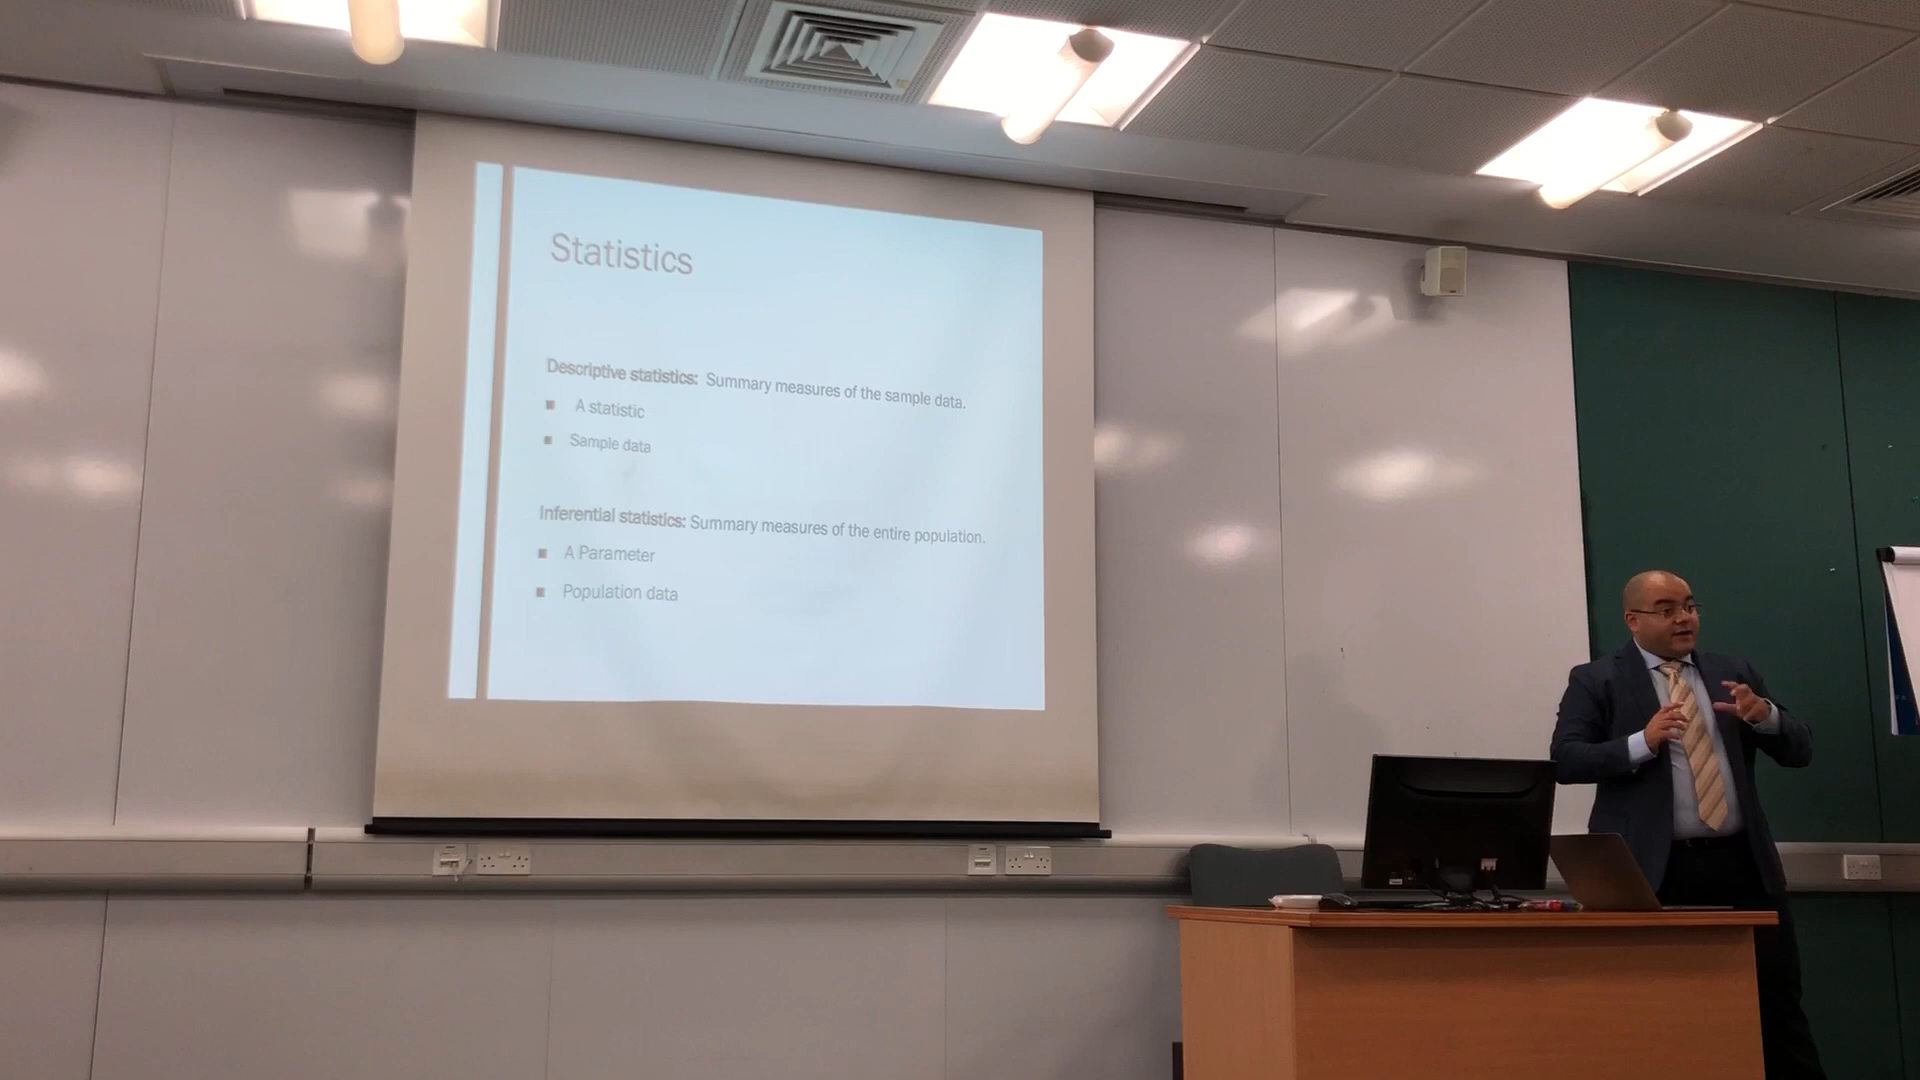 Statistics
Descriptive statistics: Summary measures of the sample data.
A statistic
Sample data
Inferential statistics: Summary measures of the entire population.
A Parameter
Population data